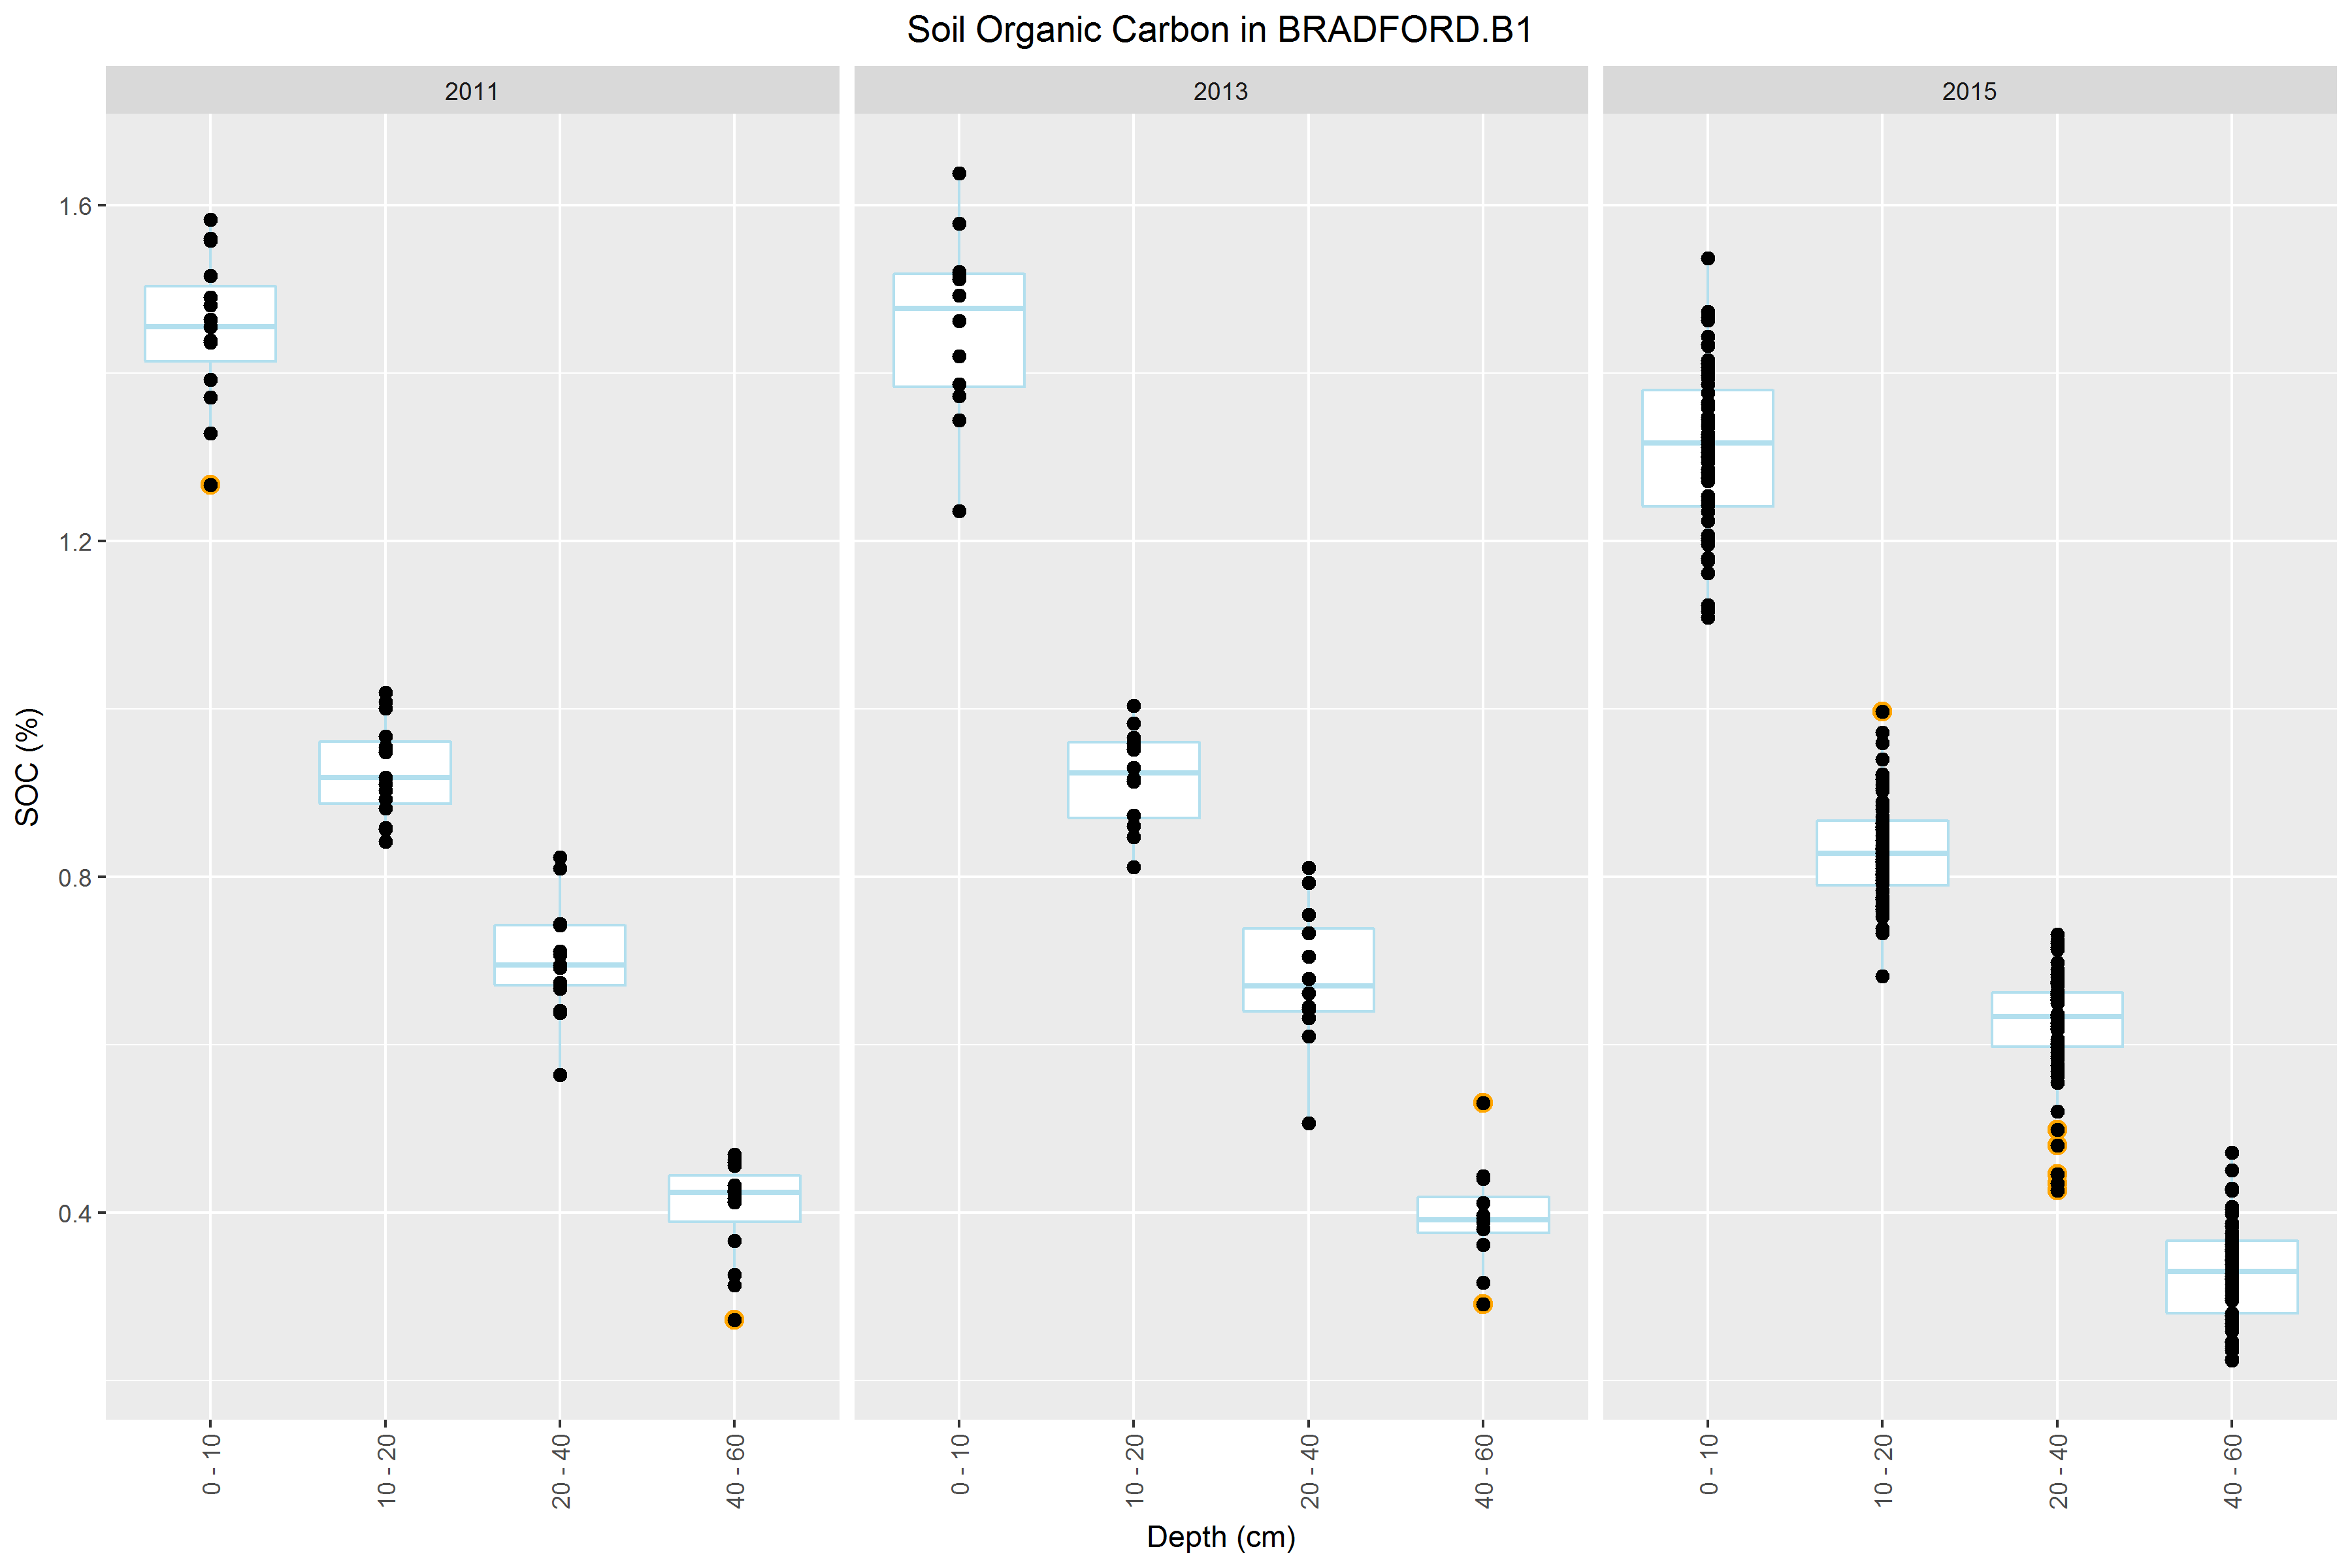 Soil Organic Carbon in BRADFORD.B1
2011 2013 2015
SOC (%)
1.6
1.2
0.8
0.4
0 - 10 10 - 20 20 - 40 40 - 60 0 - 10 10 - 20 20 - 40 40 - 60 0 - 10 10 - 20 20 - 40 40 - 60
Depth (cm)